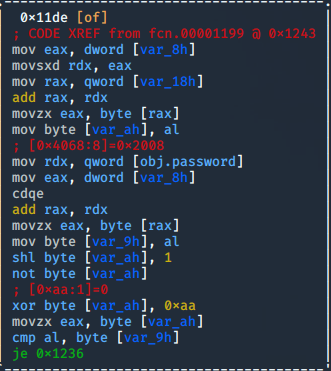 0×11de [of]
; CODE XREF from fcn.00001199 @ 0×1243
mov eax, dword [var_8h]
movsxd rdx, eax
mov rax, qword [var_18h]
add rax, rdx
movzx eax, byte [rax]
mov byte [var_ah], al
; [0×4068:8]=0×2008
mov rdx, qword [obj.password]
mov eax, dword [var_8h]
cdqe
add rax, rdx
movzx eax, byte [rax]
mov byte [var_9h], al
shl byte [var_ah], 1
not byte [var_ah]
; [0×aa:1]=0
xor byte [var_ah], 0×aa
movzx eax, byte [var_ah]
cmp al, byte [var_9h]
je 0×1236